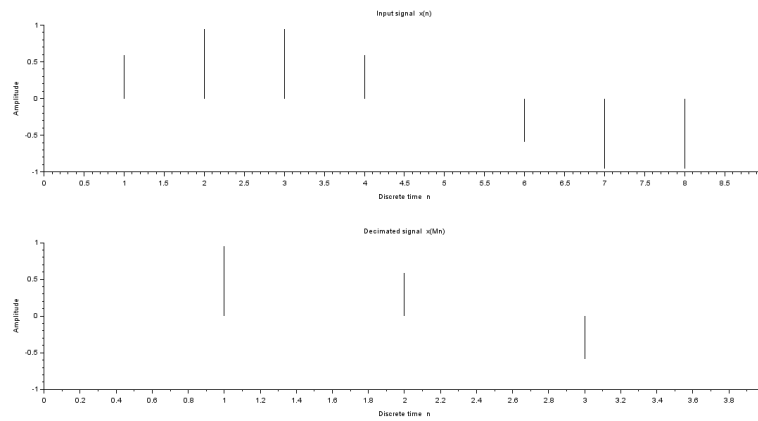 Input signal x(n)
1
0.5
0
-0.5
-1
Amplitude
0 0.5 1 1.5 2 2.5 3 3.5 4 4.5 5 5.5 6 6.5 7 7.5 8 8.5
Discrete time n
Decimated signal x(Mn)
1
0.5
0
-0.5
-1
Amplitude
0 0.2 0.4 0.6 0.8 1 1.2 1.4 1.6 1.8 2 2.2 2.4 2.6 2.8 3 3.2 3.4 3.6 3.8
Discrete time n